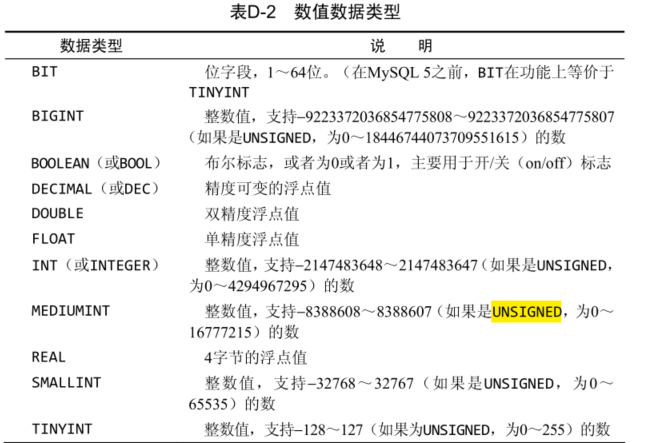 表D-2 数值数据类型
数据类型 说 明
BIT 位字段，1～64位。（在MySQL 5之前，BIT在功能上等价于
TINYINT
BIGINT 整数值，支持–9223372036854775808～9223372036854775807
（如果是UNSIGNED，为0～18446744073709551615）的数
BOOLEAN（或BOOL） 布尔标志，或者为0或者为1，主要用于开/关（on/off）标志
DECIMAL（或DEC） 精度可变的浮点值
DOUBLE 双精度浮点值
FLOAT 单精度浮点值
INT（或INTEGER） 整数值，支持–2147483648～2147483647（如果是UNSIGNED，
为0～4294967295）的数
MEDIUMINT 整数值，支持–8388608～8388607（如果是UNSIGNED，为0～
16777215）的数
REAL 4字节的浮点值
SMALLINT 整数值，支持–32768～32767（如果是UNSIGNED，为0～
65535）的数
TINYINT 整数值，支持–128～127（如果为UNSIGNED，为0～255）的数